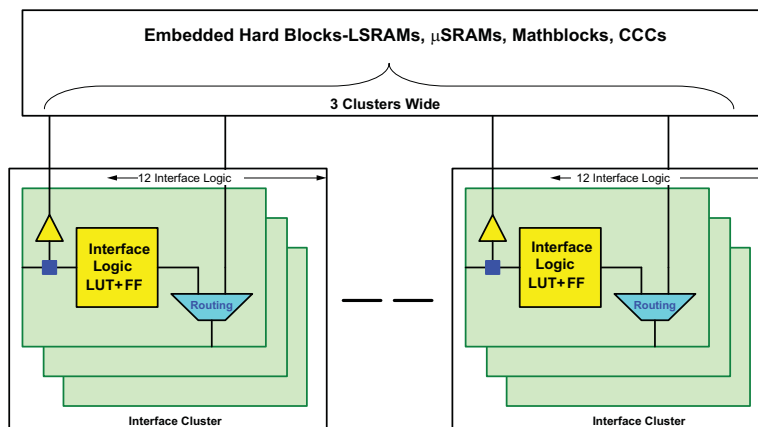 Embedded Hard Blocks-LSRAMs, μSRAMs, Mathblocks, CCCs
3 Clusters Wide
12 Interface Logic
12 Interface Logic
Interface
Logic
LUT+FF
Routing
Interface
Logic
LUT+FF
Routing
Interface Cluster
Interface Cluster